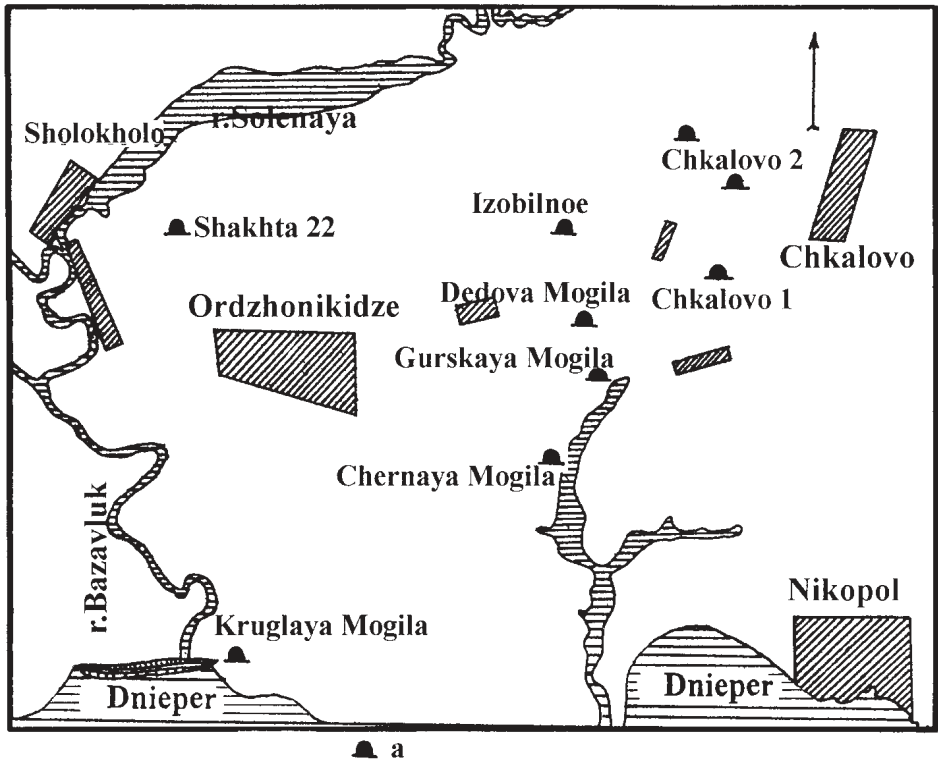 r.Solenaya
Sholokholo
Chkalovo 2
Izobilnoe
Shakhta 22
Chkalovo
Dedova Mogila
Chkalovo 1
Ordzhonikidze
Gurskaya Mogila
Chernaya Mogila
r.Bazavluk
Nikopol
Kruglaya Mogila
Dnieper
Dnieper
a